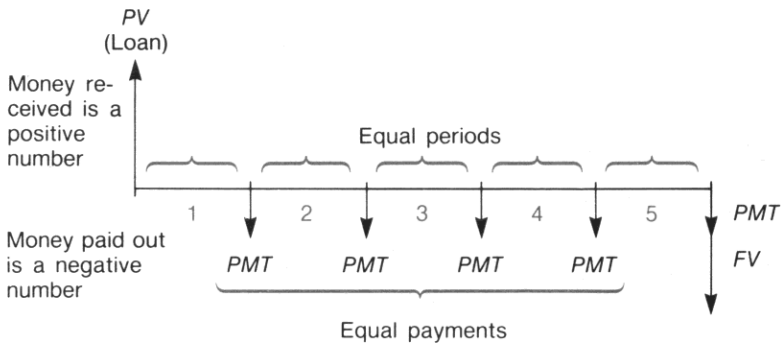 PV
(Loan)
Money re-
ceived is a
positive
number
Equal periods
1 2 3 4 5 PMT
Money paid out
is a negative
number
PMT PMT PMT PMT FV
Equal payments